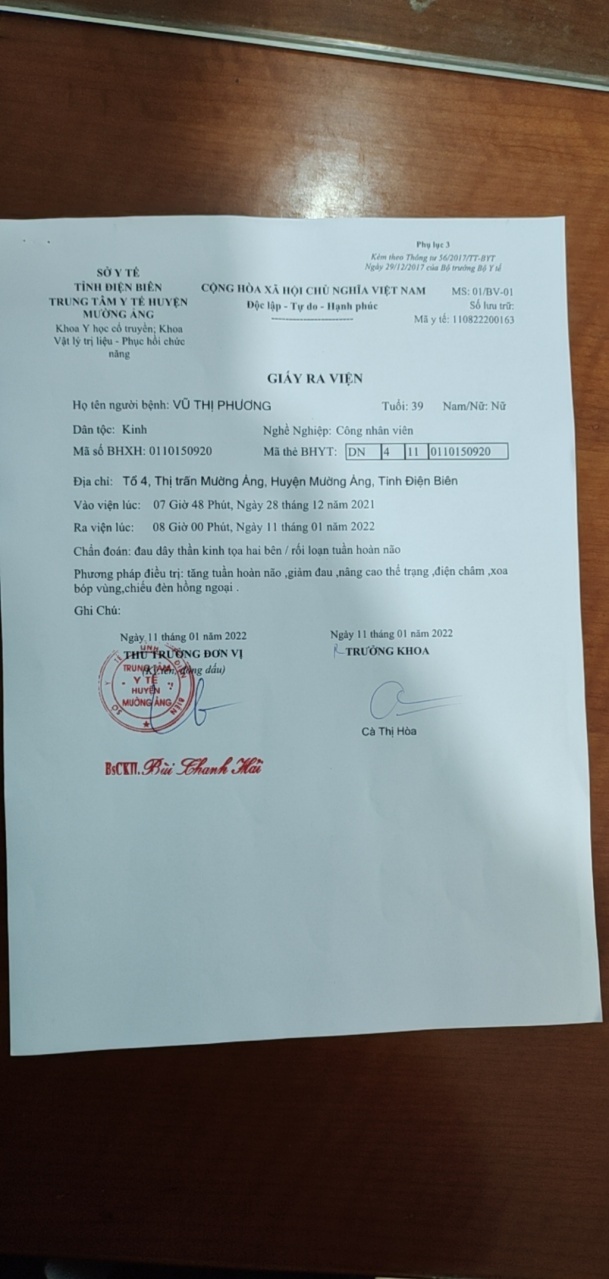 Phụ lục 3
Kèm theo Thông tư 56/2017/TT-BYT
Ngày 29/12/2017 của Bộ trưởng Bộ Y tế
SỞ Y TẾ
TỈNH ĐIỆN BIÊN
TRUNG TÂM Y TẾ HUYỆN
MƯỜNG ẢNG
Khoa Y học cổ truyền; Khoa
Vật lý trị liệu - Phục hồi chức
năng
CỘNG HÒA XÃ HỘI CHỦ NGHĨA VIỆT NAM
Độc lập - Tự do - Hạnh phúc
MS: 01/BV-01
Số lưu trữ:
Mã y tế: 110822200163
GIẤY RA VIỆN
Họ tên người bệnh: VŨ THỊ PHƯƠNG Tuổi: 39 Nam/Nữ: Nữ
Dân tộc: Kinh Nghề Nghiệp: Công nhân viên
Mã số BHXH: 0110150920 Mã thẻ BHYT: DN 4 11 0110150920
Địa chỉ: Tổ 4, Thị trấn Mường Ảng, Huyện Mường Ảng, Tỉnh Điện Biên
Vào viện lúc: 07 Giờ 48 Phút, Ngày 28 tháng 12 năm 2021
Ra viện lúc: 08 Giờ 00 Phút, Ngày 11 tháng 01 năm 2022
Chẩn đoán: đau dây thần kinh tọa hai bên / rối loạn tuần hoàn não
Phương pháp điều trị: tăng tuần hoàn não ,giảm đau ,nâng cao thể trạng ,điện châm ,xoa
bóp vùng,chiếu đèn hồng ngoại .
Ghi Chú:
Ngày 11 tháng 01 năm 2022
THỦ TRƯỞNG ĐƠN VỊ
(Ký tên, đóng dấu)
TRUNG TÂM
Y TẾ
HUYỆN
MƯỜNG ẢNG
BsCKII. Bùi Thanh Hải
Ngày 11 tháng 01 năm 2022
TRƯỞNG KHOA
Cà Thị Hòa